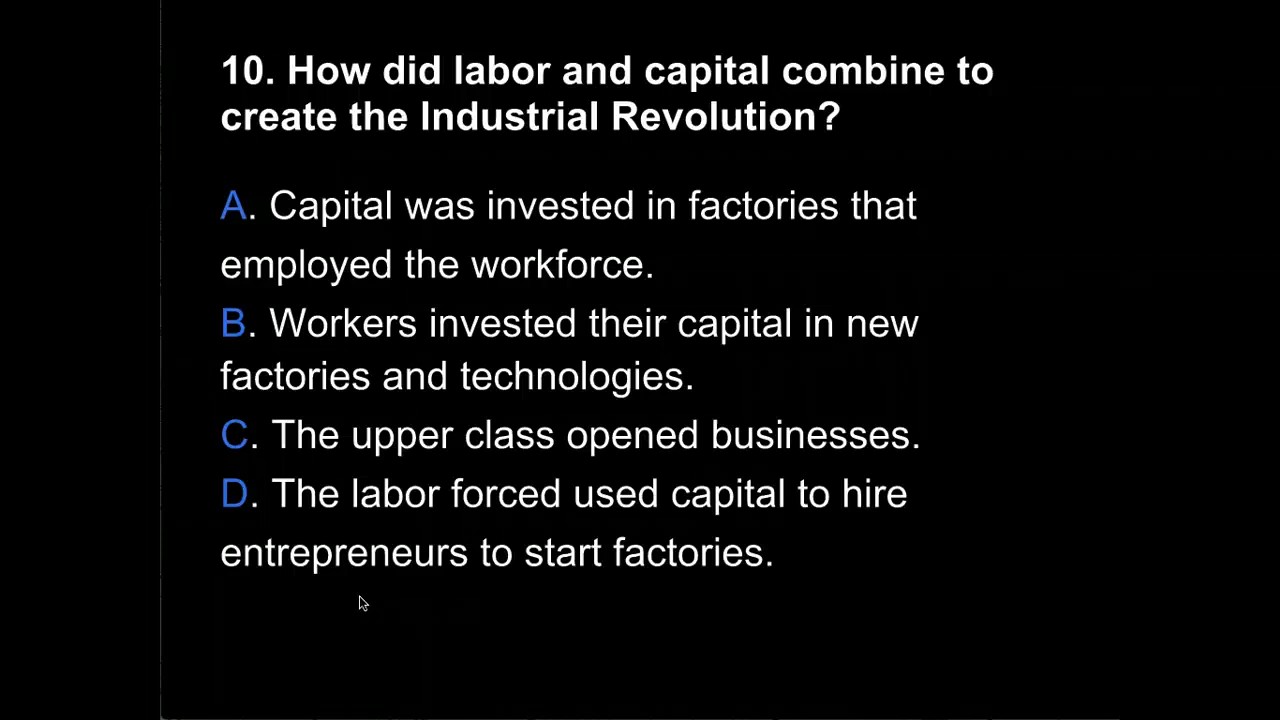 10. How did labor and capital combine to
create the Industrial Revolution?
A. Capital was invested in factories that
employed the workforce.
B. Workers invested their capital in new
factories and technologies.
C. The upper class opened businesses.
D. The labor forced used capital to hire
entrepreneurs to start factories.